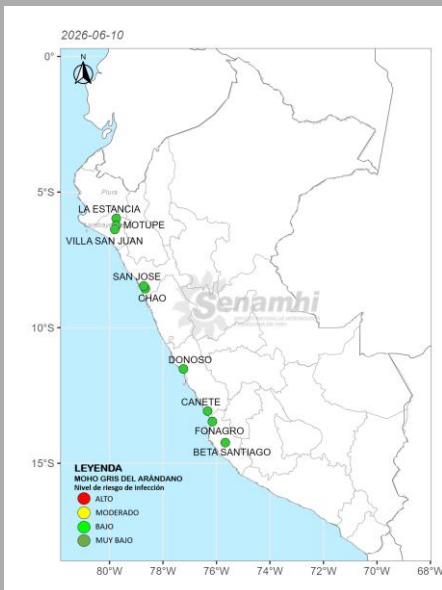 2026-06-10
N
0°
5°S
10°S
15°S
Piura
LA ESTANCIA
MOTUPE
VILLA SAN JUAN
SAN JOSE
CHAO
Senamhi
DONOSO
CANETE
FONAGRO
BETA SANTIAGO
LEYENDA
MOHO GRIS DEL ARÁNDANO
Nivel de riesgo de infección
ALTO
MODERADO
BAJO
MUY BAJO
80°W 78°W 76°W 74°W 72°W 70°W 68°W